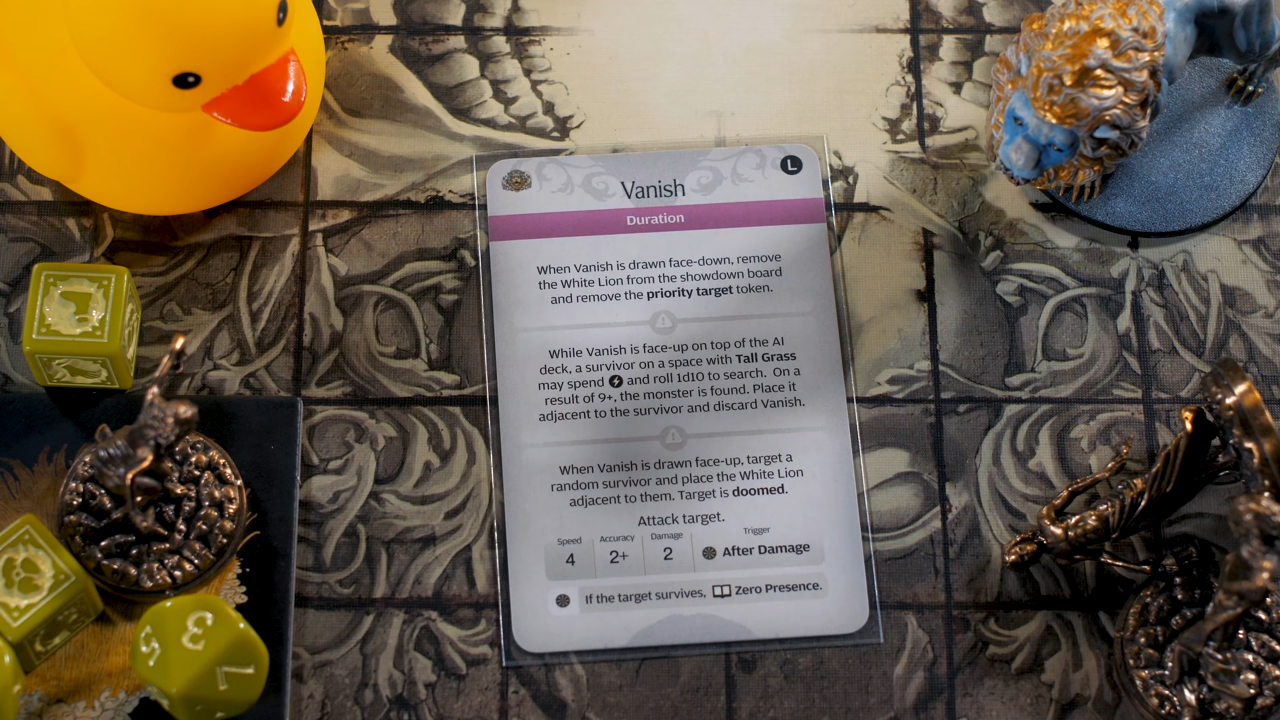 L
Vanish
Duration
When Vanish is drawn face-down, remove
the White Lion from the showdown board
and remove the priority target token.
While Vanish is face-up on top of the AI
deck, a survivor on a space with Tall Grass
may spend and roll 1d10 to search. On a
result of 9+, the monster is found. Place it
adjacent to the survivor and discard Vanish.
When Vanish is drawn face-up, target a
random survivor and place the White Lion
adjacent to them. Target is doomed.
Attack target.
Speed Accuracy Damage Trigger
4 2+ 2 After Damage
If the target survives, Zero Presence.
3
5
7